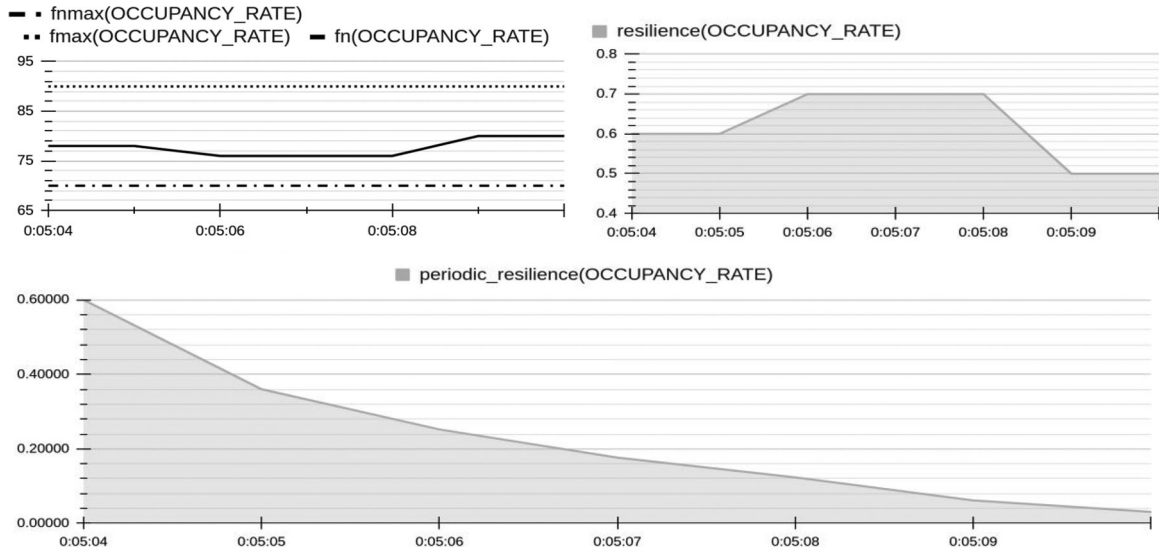 fnmax(OCCUPANCY_RATE)
fmax(OCCUPANCY_RATE) fn(OCCUPANCY_RATE)
95
85
75
65
0:05:04 0:05:06 0:05:08
resilience(OCCUPANCY_RATE)
0.8
0.7
0.6
0.5
0.4
0:05:04 0:05:05 0:05:06 0:05:07 0:05:08 0:05:09
periodic_resilience(OCCUPANCY_RATE)
0.60000
0.40000
0.20000
0.00000
0:05:04 0:05:05 0:05:06 0:05:07 0:05:08 0:05:09